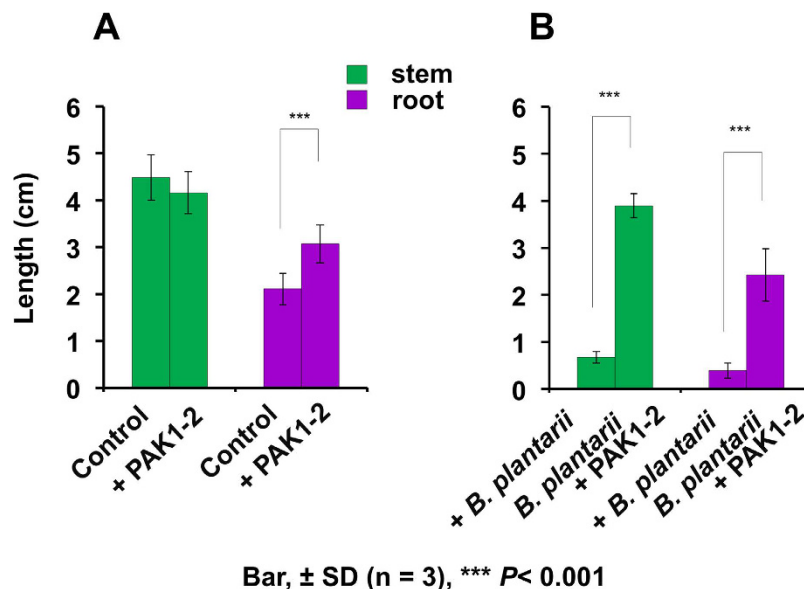 A
B
stem
root
Length (cm)
6
5
4
3
2
1
0
***
Control
+ PAK1-2
Control
+ PAK1-2
6
5
4
3
2
1
0
***
***
+ B. plantarii
B. plantarii
+ PAK1-2
+ B. plantarii
B. plantarii
+ PAK1-2
Bar, ± SD (n = 3), *** P< 0.001